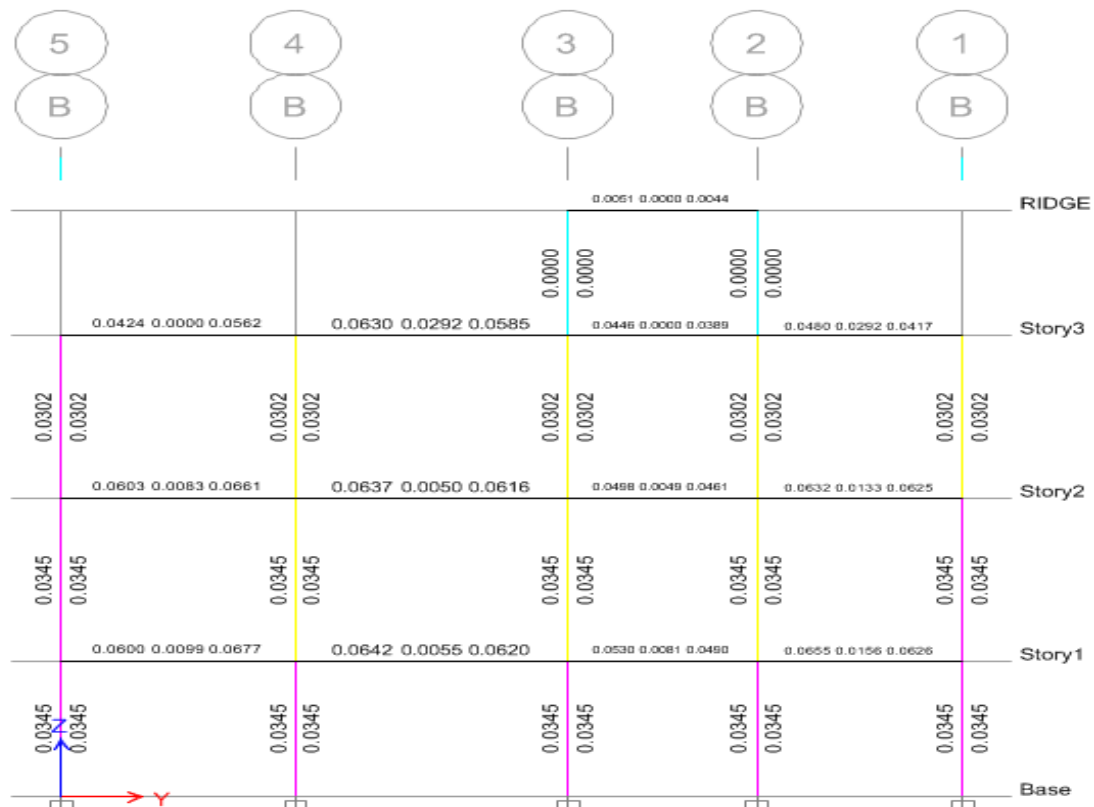 5 4 3 2 1
B B B B B
0.0051 0.0000 0.0044
RIDGE
0.0000 0.0000 0.0000 0.0000
0.0424 0.0000 0.0562 0.0630 0.0292 0.0585 0.0446 0.0000 0.0389 0.0480 0.0292 0.0417
Story3
0.0302 0.0302 0.0302 0.0302 0.0302 0.0302 0.0302 0.0302 0.0302 0.0302
0.0603 0.0083 0.0661 0.0637 0.0050 0.0616 0.0498 0.0049 0.0461 0.0632 0.0133 0.0625
Story2
0.0345 0.0345 0.0345 0.0345 0.0345 0.0345 0.0345 0.0345 0.0345 0.0345
0.0600 0.0099 0.0677 0.0642 0.0055 0.0620 0.0530 0.0081 0.0490 0.0655 0.0156 0.0626
Story1
0.0345 0.0345 0.0345 0.0345 0.0345 0.0345 0.0345 0.0345 0.0345 0.0345
Z
Y
Base